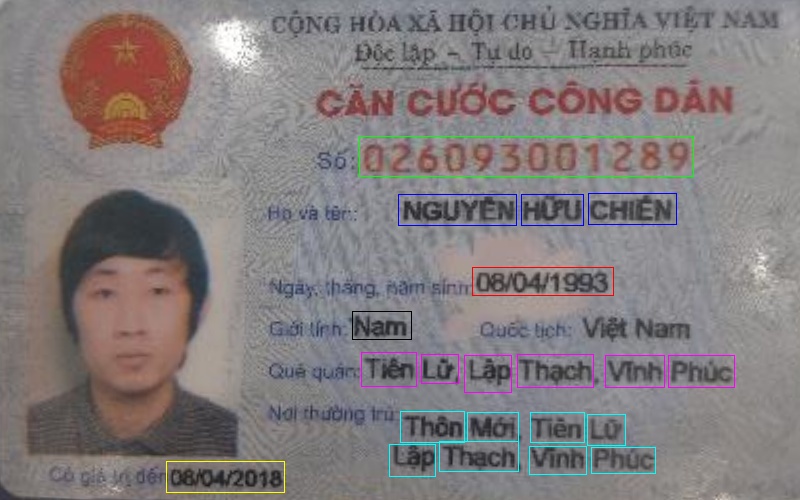 CỘNG HÒA XÃ HỘI CHỦ NGHĨA VIỆT NAM
Độc lập - Tự do - Hạnh phúc
CĂN CƯỚC CÔNG DÂN
Số: 026093001289
Họ và tên: NGUYỄN HỮU CHIẾN
Ngày, tháng, năm sinh: 08/04/1993
Giới tính: Nam Quốc tịch: Việt Nam
Quê quán: Tiên Lữ, Lập Thạch, Vĩnh Phúc
Nơi thường trú: Thôn Mới, Tiên Lữ
Lập Thạch, Vĩnh Phúc
Có giá trị đến 08/04/2018